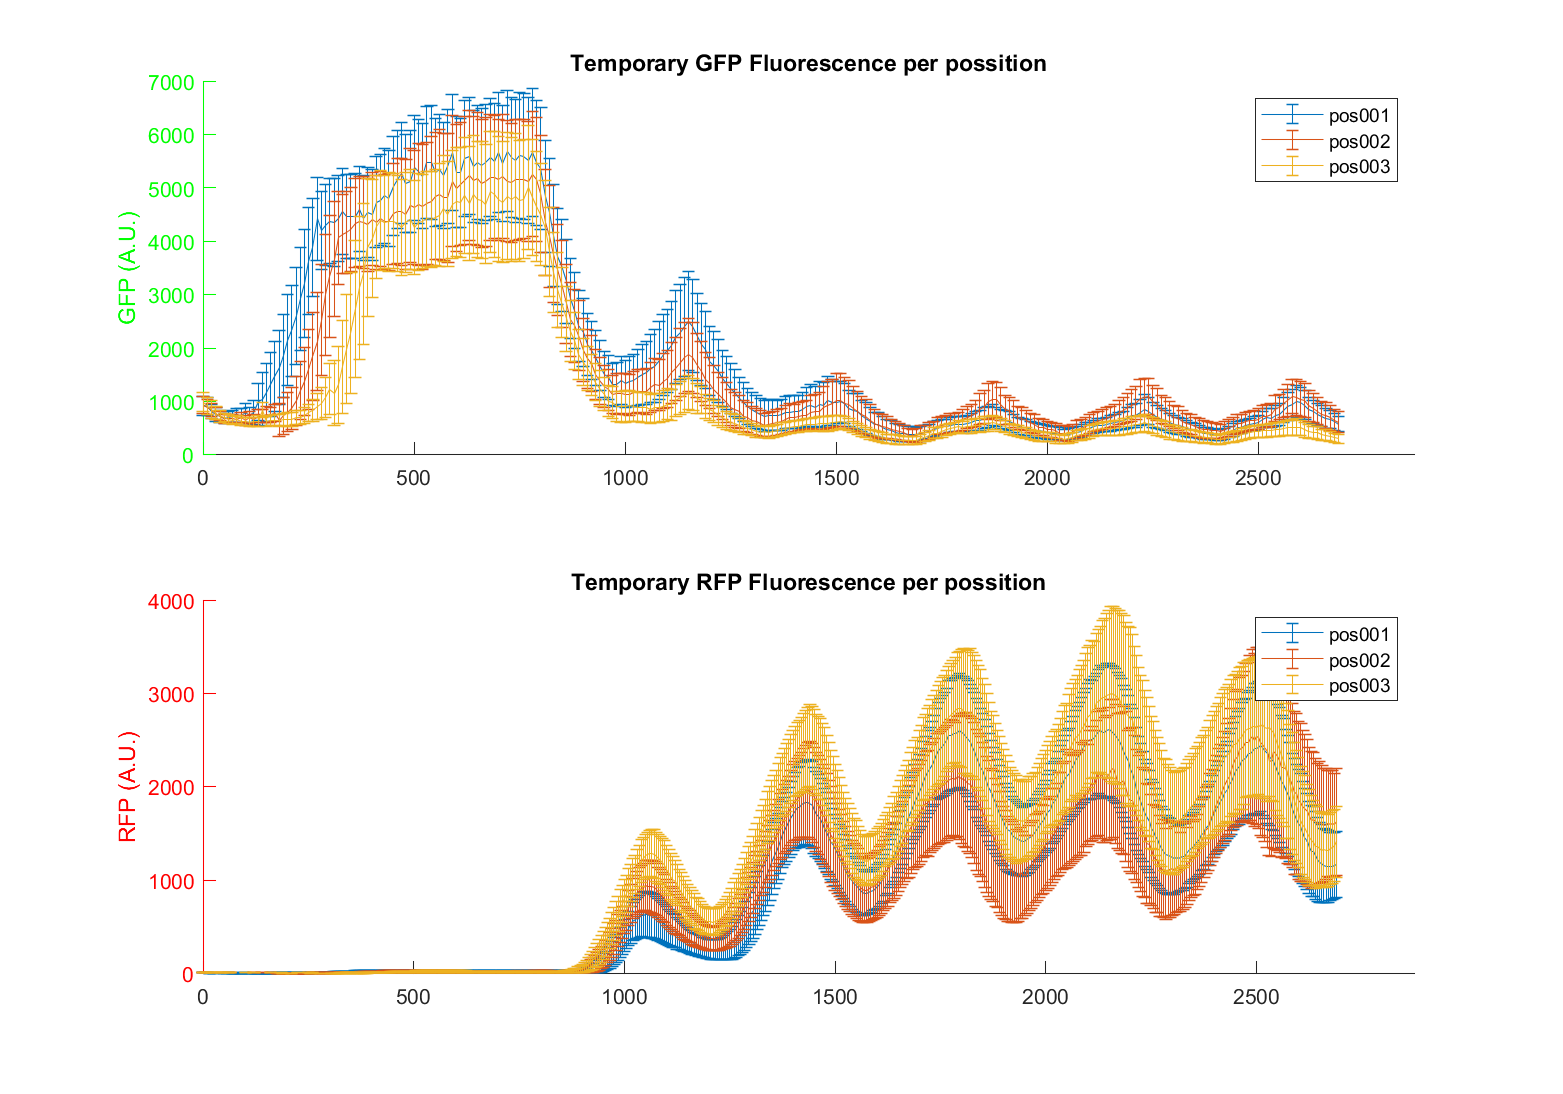 Temporary GFP Fluorescence per possition
7000
6000
5000
4000
3000
2000
1000
0
GFP (A.U.)
pos001
pos002
pos003
0 500 1000 1500 2000 2500
Temporary RFP Fluorescence per possition
4000
3000
2000
1000
0
RFP (A.U.)
pos001
pos002
pos003
0 500 1000 1500 2000 2500